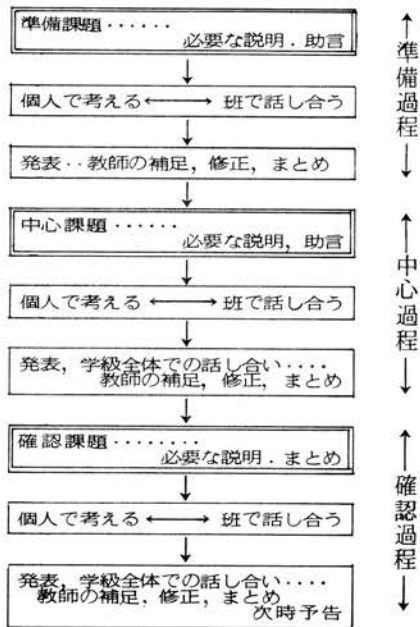 準備課題‥‥‥
必要な説明．助言
個人で考える ←→ 班で話し合う
発表‥教師の補足，修正，まとめ
準備過程
中心課題‥‥‥
必要な説明，助言
個人で考える ←→ 班で話し合う
発表，学級全体での話し合い‥‥
教師の補足，修正，まとめ
中心過程
確認課題‥‥‥‥
必要な説明．まとめ
個人で考える ←→ 班で話し合う
発表，学級全体での話し合い‥‥
教師の補足，修正，まとめ
次時予告
確認過程